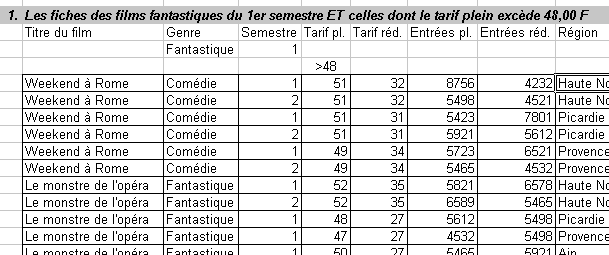 1. Les fiches des films fantastiques du 1er semestre ET celles dont le tarif plein excède 48,00 F
Titre du film Genre Semestre Tarif pl. Tarif réd. Entrées pl. Entrées réd. Région
Fantastique 1
>48
Weekend à Rome Comédie 1 51 32 8756 4232 Haute No
Weekend à Rome Comédie 2 51 32 5498 4521 Haute No
Weekend à Rome Comédie 1 51 31 5423 7801 Picardie
Weekend à Rome Comédie 2 51 31 5921 5612 Picardie
Weekend à Rome Comédie 1 49 34 5723 6521 Provence
Weekend à Rome Comédie 2 49 34 5465 4532 Provence
Le monstre de l'opéra Fantastique 1 52 35 5821 6578 Haute No
Le monstre de l'opéra Fantastique 2 52 35 6589 5465 Haute No
Le monstre de l'opéra Fantastique 1 48 27 5612 5498 Picardie
Le monstre de l'opéra Fantastique 1 47 27 4532 5498 Provence
Le monstre de l'opéra Fantastique 1 50 27 5465 5921 Ain